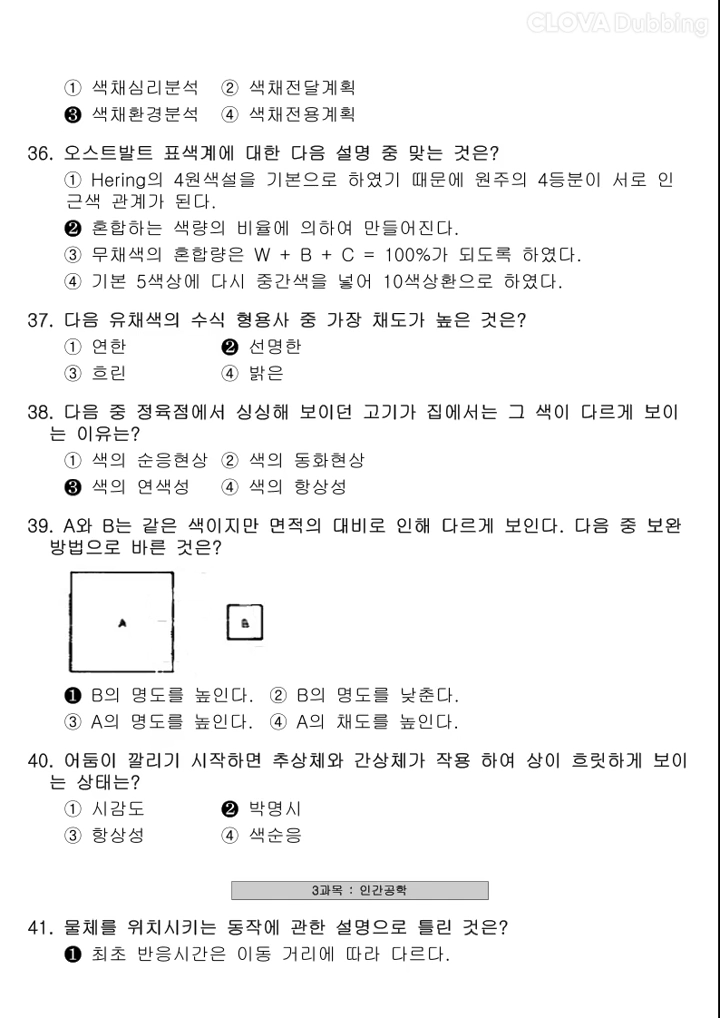 CLOVA Dubbing
① 색채심리분석 ② 색채전달계획
❸ 색채환경분석 ④ 색채전용계획
36. 오스트발트 표색계에 대한 다음 설명 중 맞는 것은?
① Hering의 4원색설을 기본으로 하였기 때문에 원주의 4등분이 서로 인
근색 관계가 된다.
❷ 혼합하는 색량의 비율에 의하여 만들어진다.
③ 무채색의 혼합량은 W + B + C = 100%가 되도록 하였다.
④ 기본 5색상에 다시 중간색을 넣어 10색상환으로 하였다.
37. 다음 유채색의 수식 형용사 중 가장 채도가 높은 것은?
① 연한 ❷ 선명한
③ 흐린 ④ 밝은
38. 다음 중 정육점에서 싱싱해 보이던 고기가 집에서는 그 색이 다르게 보이
는 이유는?
① 색의 순응현상 ② 색의 동화현상
❸ 색의 연색성 ④ 색의 항상성
39. A와 B는 같은 색이지만 면적의 대비로 인해 다르게 보인다. 다음 중 보완
방법으로 바른 것은?
A B
❶ B의 명도를 높인다. ② B의 명도를 낮춘다.
③ A의 명도를 높인다. ④ A의 채도를 높인다.
40. 어둠이 깔리기 시작하면 추상체와 간상체가 작용 하여 상이 흐릿하게 보이
는 상태는?
① 시감도 ❷ 박명시
③ 항상성 ④ 색순응
3과목 : 인간공학
41. 물체를 위치시키는 동작에 관한 설명으로 틀린 것은?
❶ 최초 반응시간은 이동 거리에 따라 다르다.